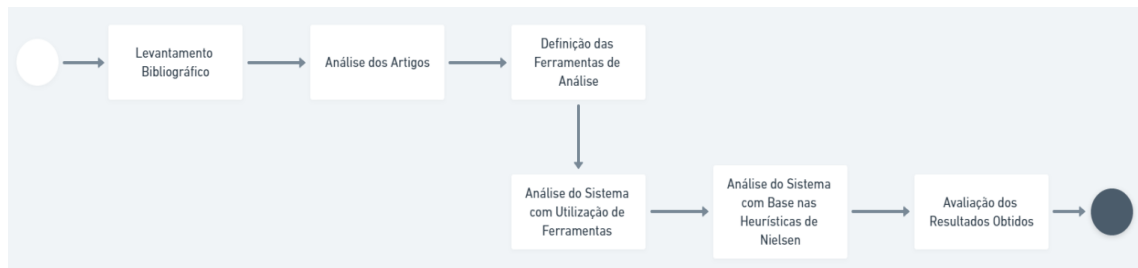 Levantamento
Bibliográfico
Análise dos Artigos
Definição das
Ferramentas de
Análise
Análise do Sistema
com Utilização de
Ferramentas
Análise do Sistema
com Base nas
Heurísticas de
Nielsen
Avaliação dos
Resultados Obtidos